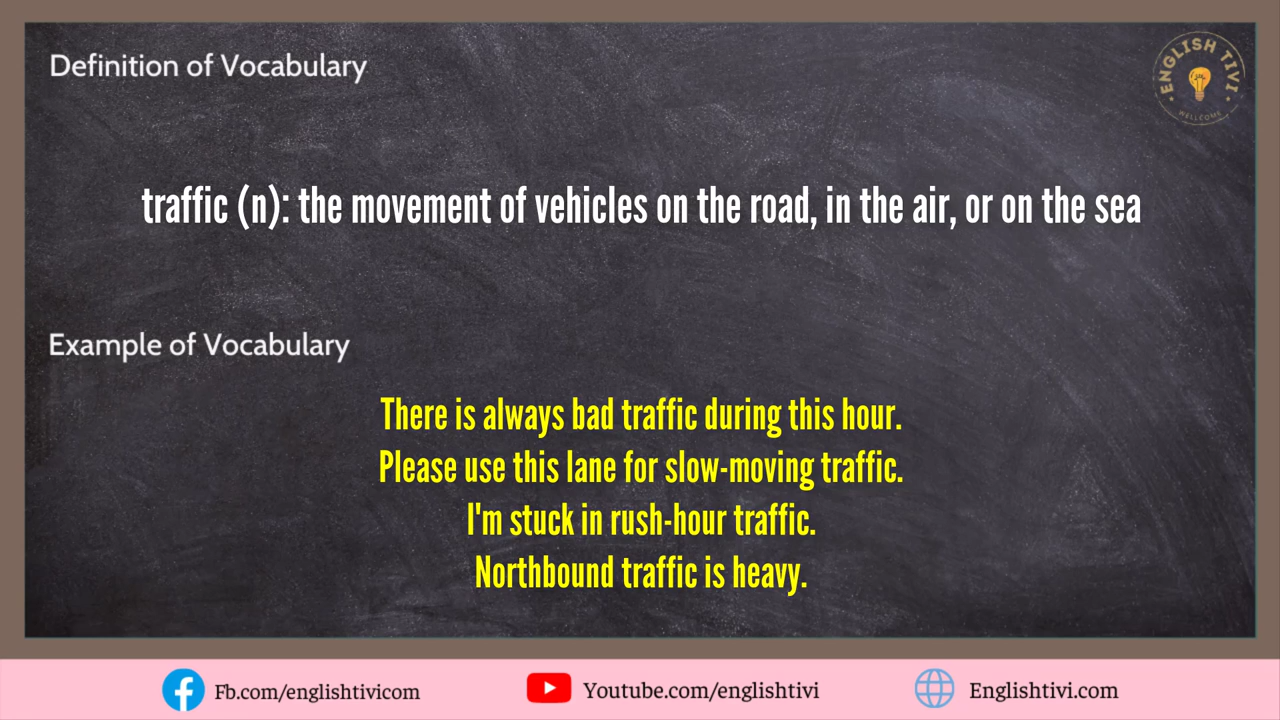 Definition of Vocabulary
ENGLISH TIVI
WELLCOME
traffic (n): the movement of vehicles on the road, in the air, or on the sea
Example of Vocabulary
There is always bad traffic during this hour.
Please use this lane for slow-moving traffic.
I'm stuck in rush-hour traffic.
Northbound traffic is heavy.
Fb.com/englishtivicom
Youtube.com/englishtivi
Englishtivi.com